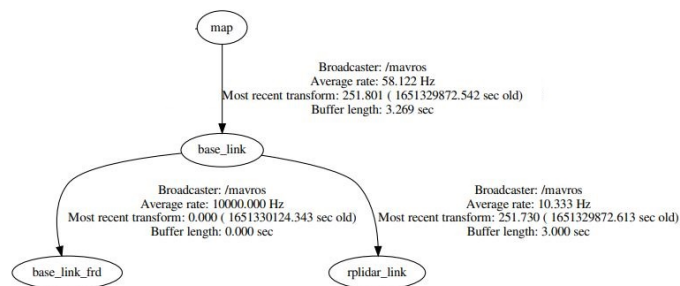 map
Broadcaster: /mavros
Average rate: 58.122 Hz
Most recent transform: 251.801 ( 1651329872.542 sec old)
Buffer length: 3.269 sec
base_link
Broadcaster: /mavros
Average rate: 10000.000 Hz
Most recent transform: 0.000 ( 1651330124.343 sec old)
Buffer length: 0.000 sec
Broadcaster: /mavros
Average rate: 10.333 Hz
Most recent transform: 251.730 ( 1651329872.613 sec old)
Buffer length: 3.000 sec
base_link_frd
rplidar_link